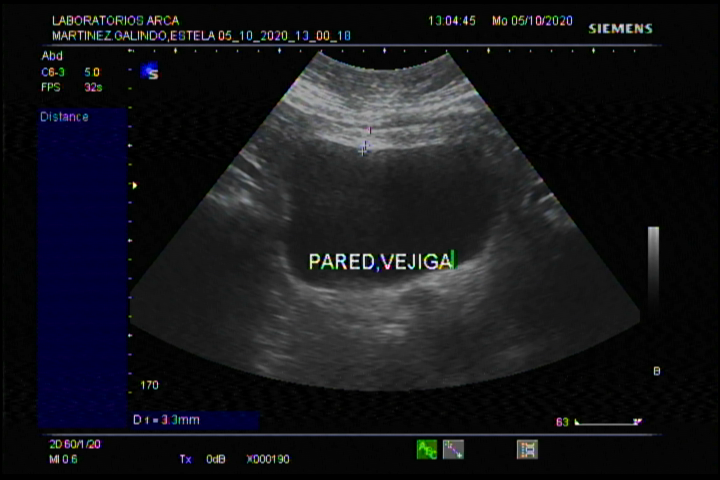 LABORATORIOS ARCA 13:04:45 Mo 05/10/2020 SIEMENS
MARTINEZ GALINDO,ESTELA 05_10_2020_13_00_18
Abd
C6-3 5.0
FPS 32s
S
Distance
PARED,VEJIGA
B
170
D1 = 3.3mm
63
2D 60/1/20
MI 0.6 Tx 0dB X000190
ABC